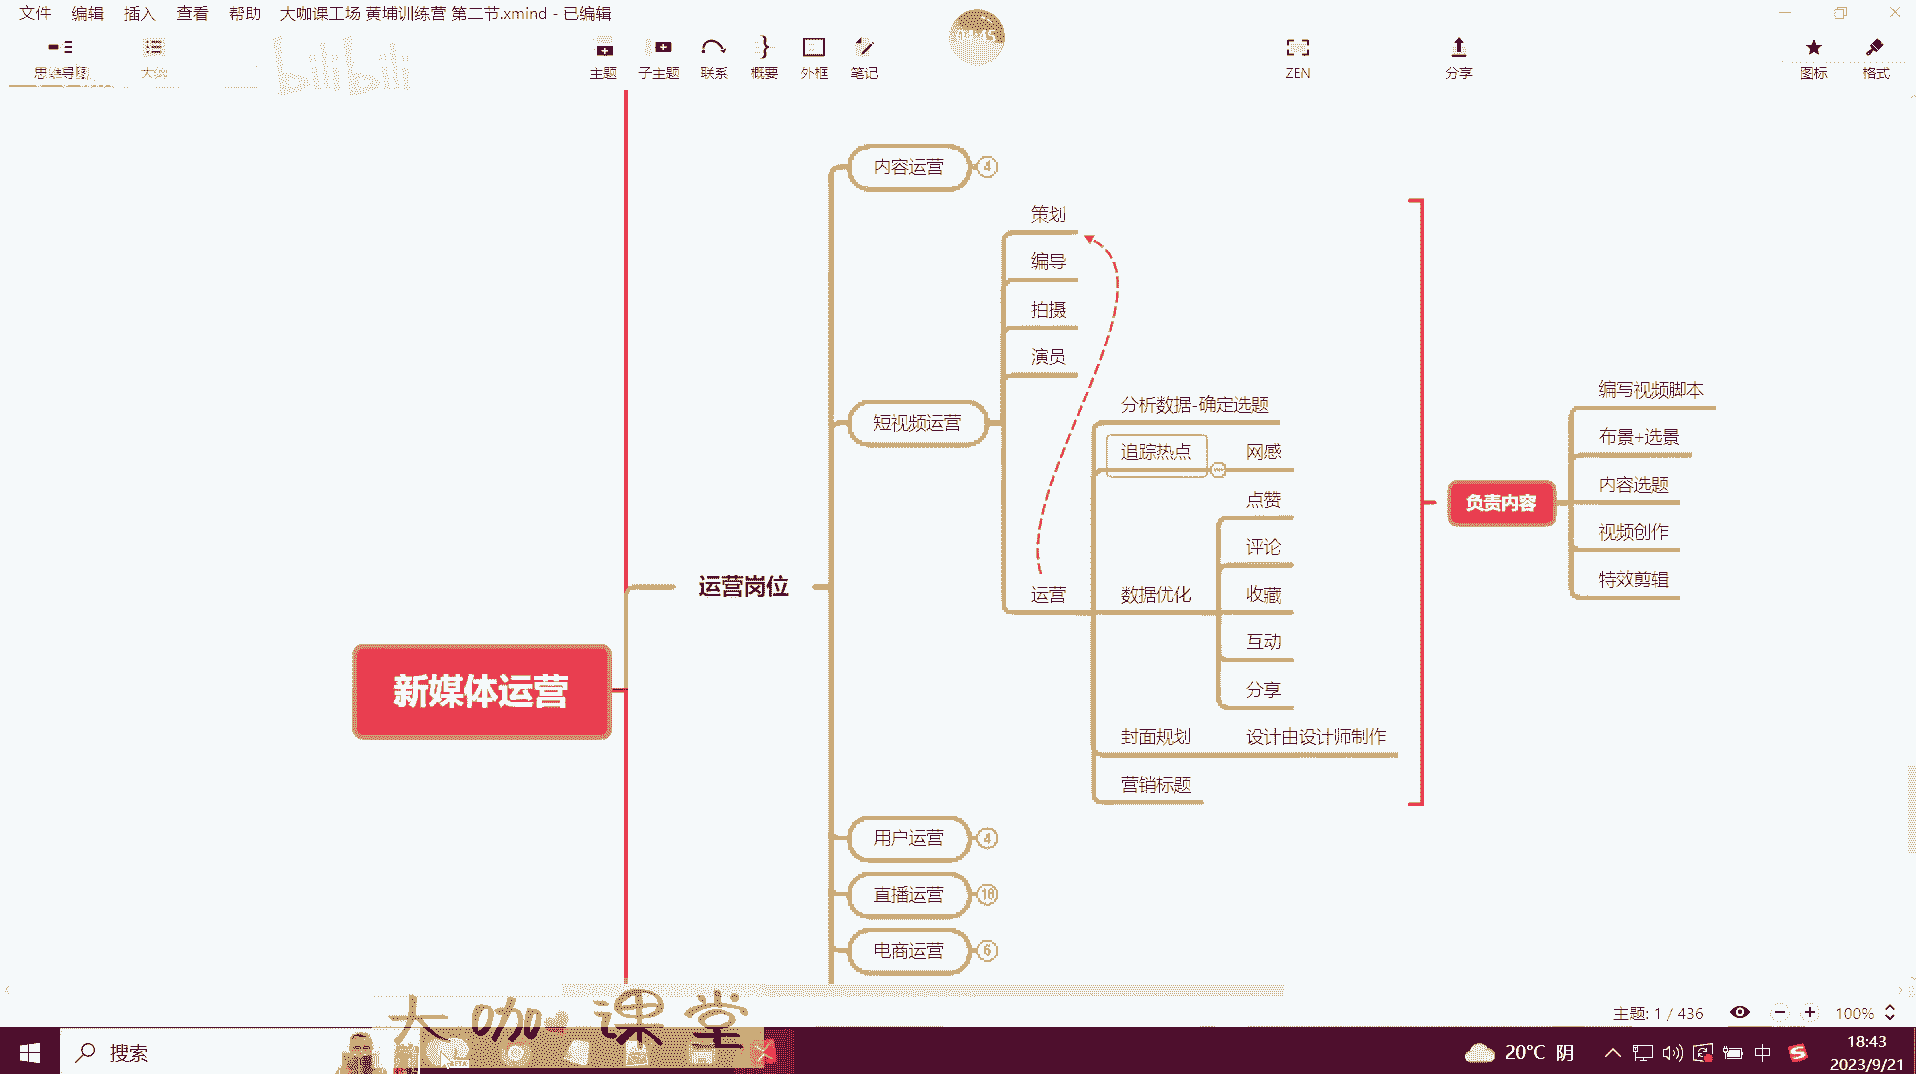 文件 编辑 插入 查看 帮助 大咖课工场 黄埔训练营 第二节.xmind - 已编辑
思维导图 大纲 主题 子主题 联系 概要 外框 笔记 ZEN 分享 图标 格式
bilibili
内容运营 4
策划
编导
拍摄
演员
短视频运营
分析数据-确定选题
追踪热点 网感
点赞
评论
运营 数据优化 收藏
互动
分享
封面规划 设计由设计师制作
营销标题
负责内容
编写视频脚本
布景+选景
内容选题
视频创作
特效剪辑
运营岗位
新媒体运营
用户运营 4
直播运营 16
电商运营 6
大咖课堂
主题: 1 / 436 100%
搜索
20°C 阴
中
18:43
2023/9/21